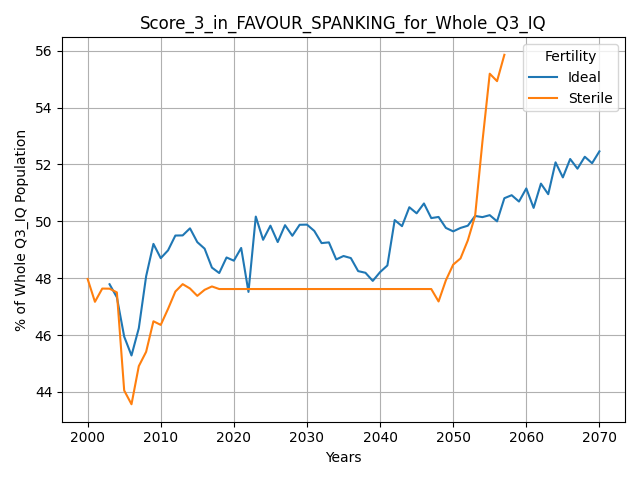 Score_3_in_FAVOUR_SPANKING_for_Whole_Q3_IQ
% of Whole Q3_IQ Population
56
54
52
50
48
46
44
Fertility
Ideal
Sterile
2000 2010 2020 2030 2040 2050 2060 2070
Years